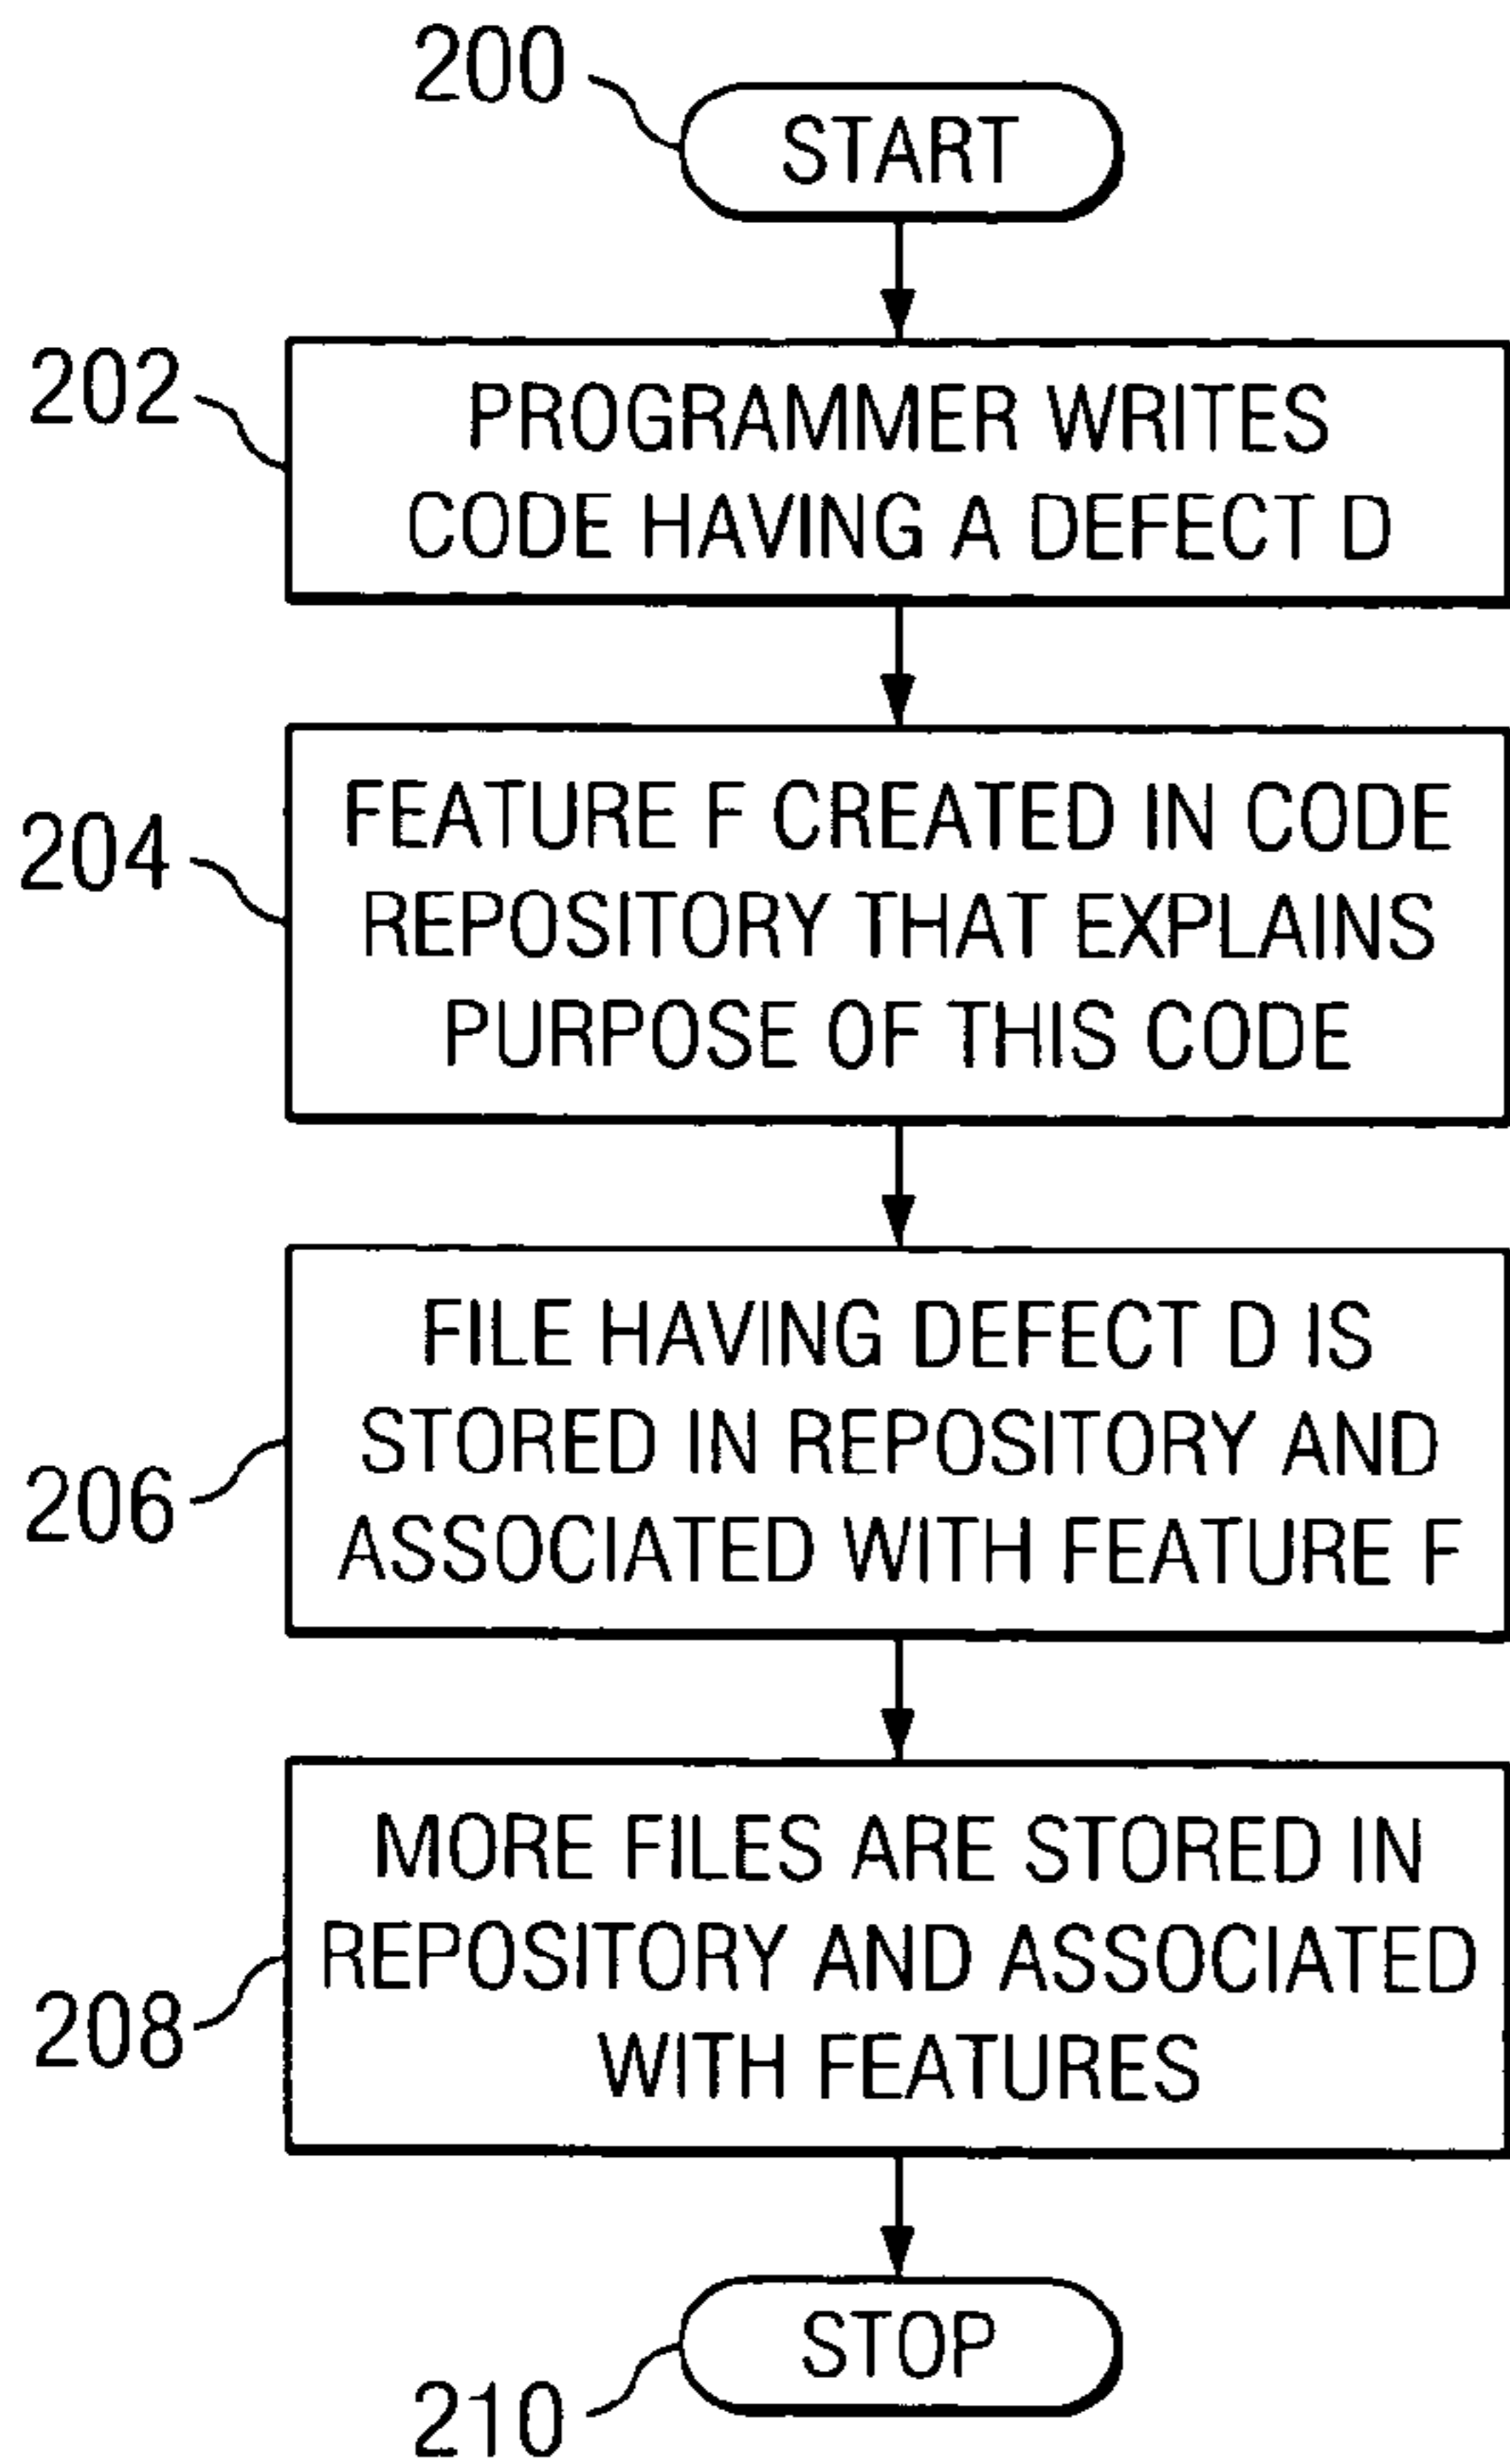 200
START
202
PROGRAMMER WRITES
CODE HAVING A DEFECT D
204
FEATURE F CREATED IN CODE
REPOSITORY THAT EXPLAINS
PURPOSE OF THIS CODE
206
FILE HAVING DEFECT D IS
STORED IN REPOSITORY AND
ASSOCIATED WITH FEATURE F
208
MORE FILES ARE STORED IN
REPOSITORY AND ASSOCIATED
WITH FEATURES
STOP
210